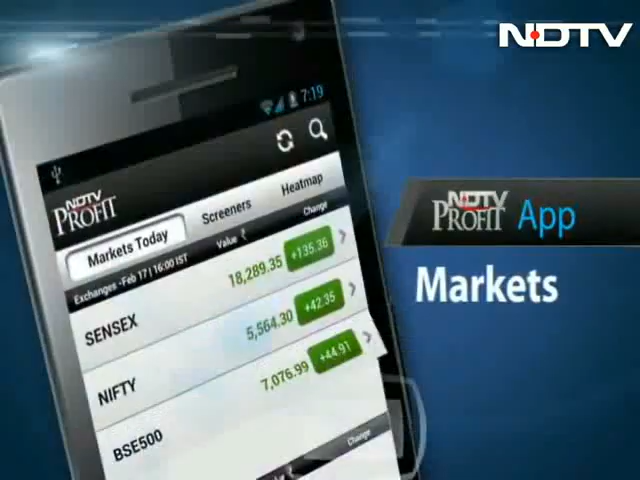 NDTV
7:19
NDTV
PROFIT
Markets Today
Screeners
Heatmap
Exchanges -Feb 17 | 16:00 IST
Value ₹
Change
SENSEX
18,289.35
+135.36
NIFTY
5,564.30
+42.35
BSE500
7,076.99
+44.91
Change
NDTV
PROFIT App
Markets